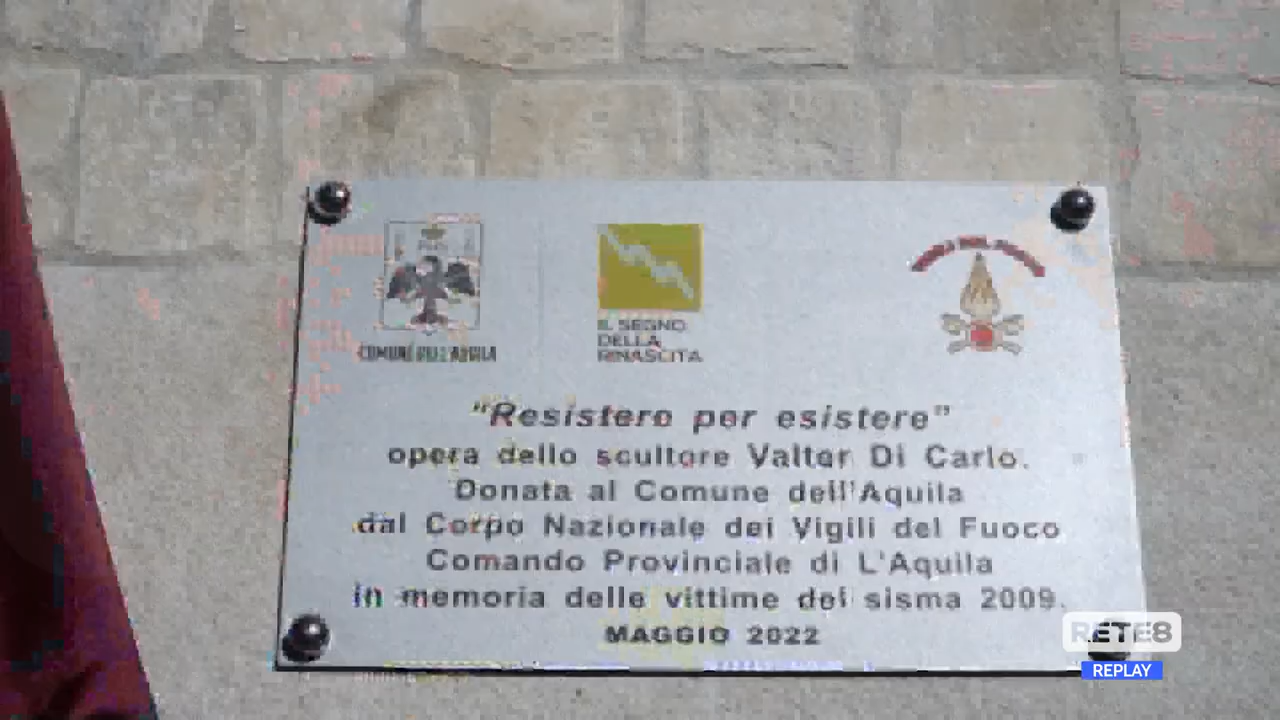 COMUNE DELL'AQUILA
IL SEGNO
DELLA
RINASCITA
"Resistere per esistere"
opera dello scultore Valter Di Carlo.
Donata al Comune dell'Aquila
dal Corpo Nazionale dei Vigili del Fuoco
Comando Provinciale di L'Aquila
in memoria delle vittime del sisma 2009.
MAGGIO 2022
RETE8
REPLAY